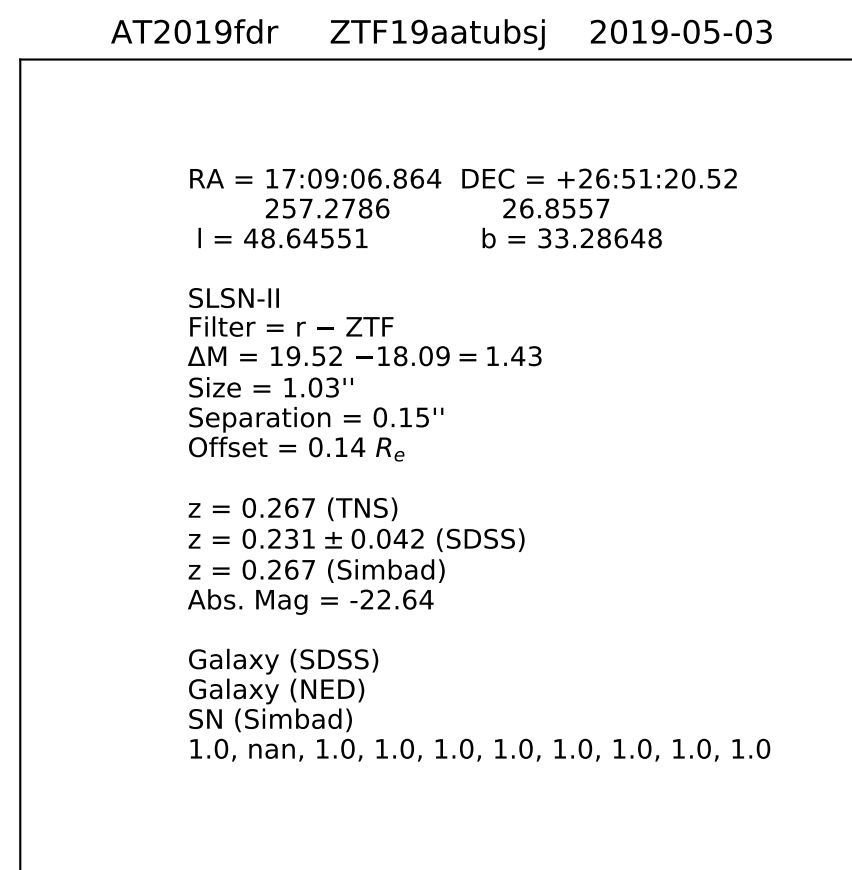 AT2019fdr ZTF19aatubsj 2019-05-03
RA = 17:09:06.864 DEC = +26:51:20.52
257.2786 26.8557
l = 48.64551 b = 33.28648
SLSN-II
Filter = r − ZTF
ΔM = 19.52 −18.09 = 1.43
Size = 1.03''
Separation = 0.15''
Offset = 0.14 Rₑ
z = 0.267 (TNS)
z = 0.231 ± 0.042 (SDSS)
z = 0.267 (Simbad)
Abs. Mag = -22.64
Galaxy (SDSS)
Galaxy (NED)
SN (Simbad)
1.0, nan, 1.0, 1.0, 1.0, 1.0, 1.0, 1.0, 1.0, 1.0